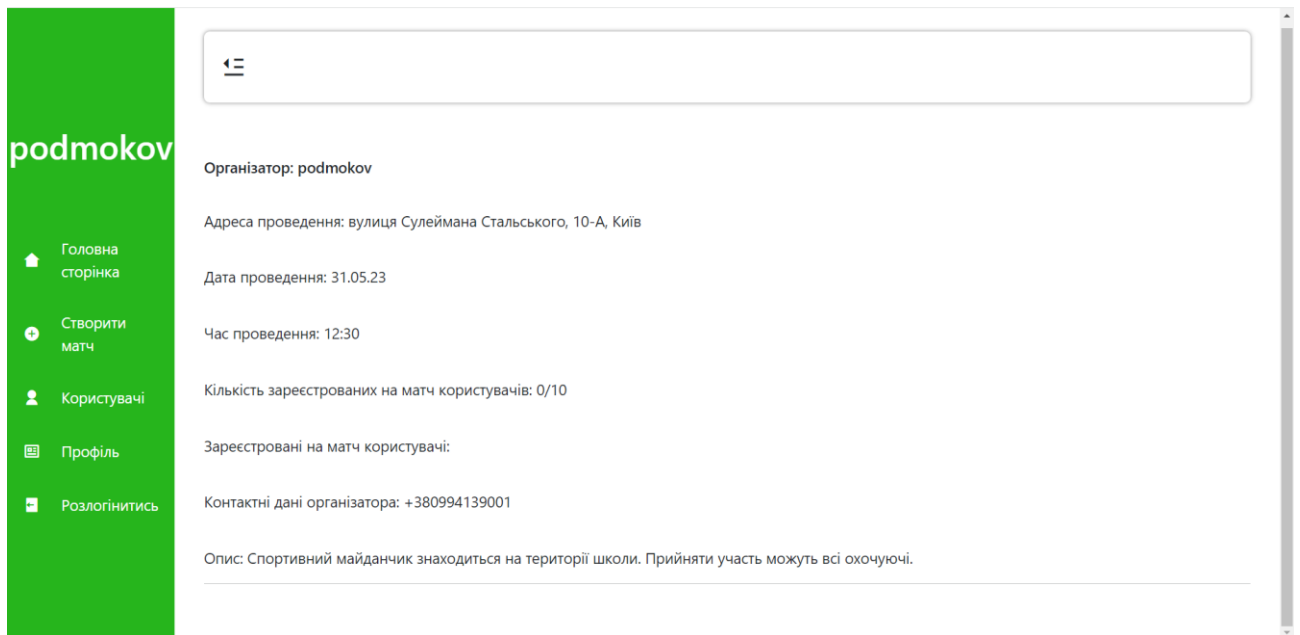 podmokov
Головна
сторінка
Створити
матч
Користувачі
Профіль
Розлогінитись
Організатор: podmokov
Адреса проведення: вулиця Сулеймана Стальського, 10-А, Київ
Дата проведення: 31.05.23
Час проведення: 12:30
Кількість зареєстрованих на матч користувачів: 0/10
Зареєстровані на матч користувачі:
Контактні дані організатора: +380994139001
Опис: Спортивний майданчик знаходиться на території школи. Прийняти участь можуть всі охочуючі.